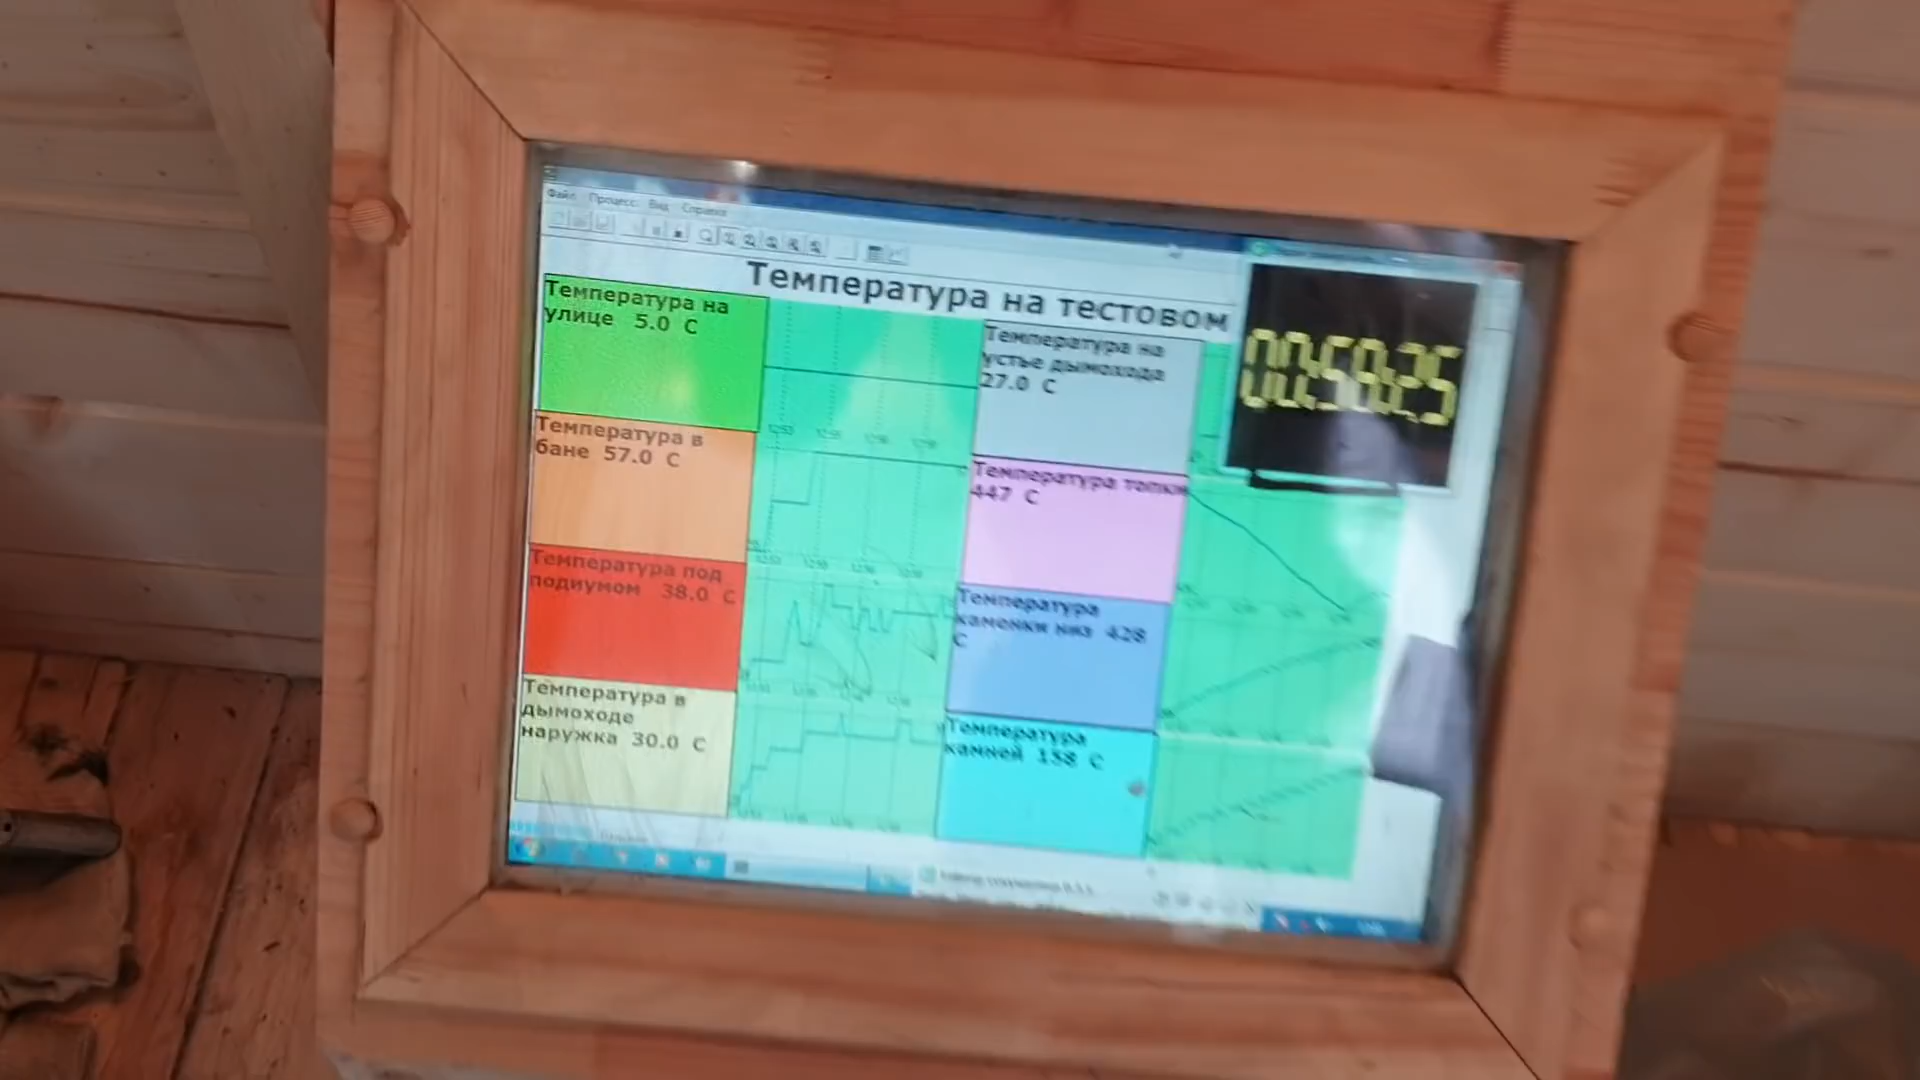 Файл Процесс Вид Справка
Температура на тестовом
Температура на
улице 5.0 C
Температура на
устье дымохода
27.0 C
00:58:25
Температура в
бане 57.0 C
Температура топки
447 C
Температура под
подиумом 38.0 C
Температура
каменки низ 428
C
Температура в
дымоходе
наружка 30.0 C
Температура
камней 158 C